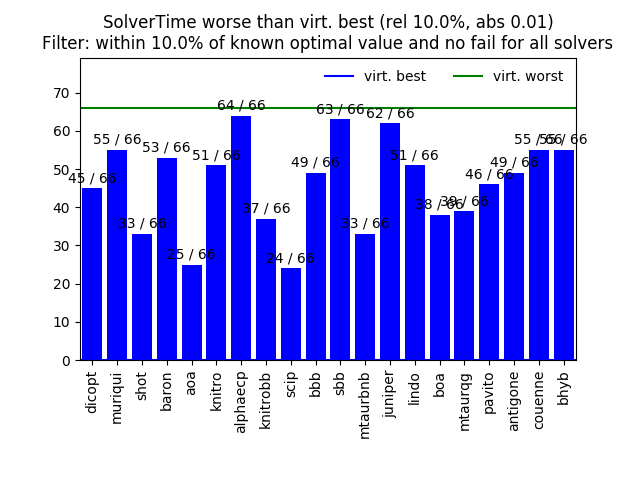 SolverTime worse than virt. best (rel 10.0%, abs 0.01)
Filter: within 10.0% of known optimal value and no fail for all solvers
virt. best
virt. worst
70
60
50
40
30
20
10
0
45 / 66
55 / 66
33 / 66
53 / 66
25 / 66
51 / 66
64 / 66
37 / 66
24 / 66
49 / 66
63 / 66
33 / 66
62 / 66
51 / 66
38 / 66
39 / 66
46 / 66
49 / 66
55 / 66
55 / 66
dicopt
muriqui
shot
baron
aoa
knitro
alphaecp
knitrobb
scip
bbb
sbb
mtaurbnb
juniper
lindo
boa
mtaurqg
pavito
antigone
couenne
bhyb